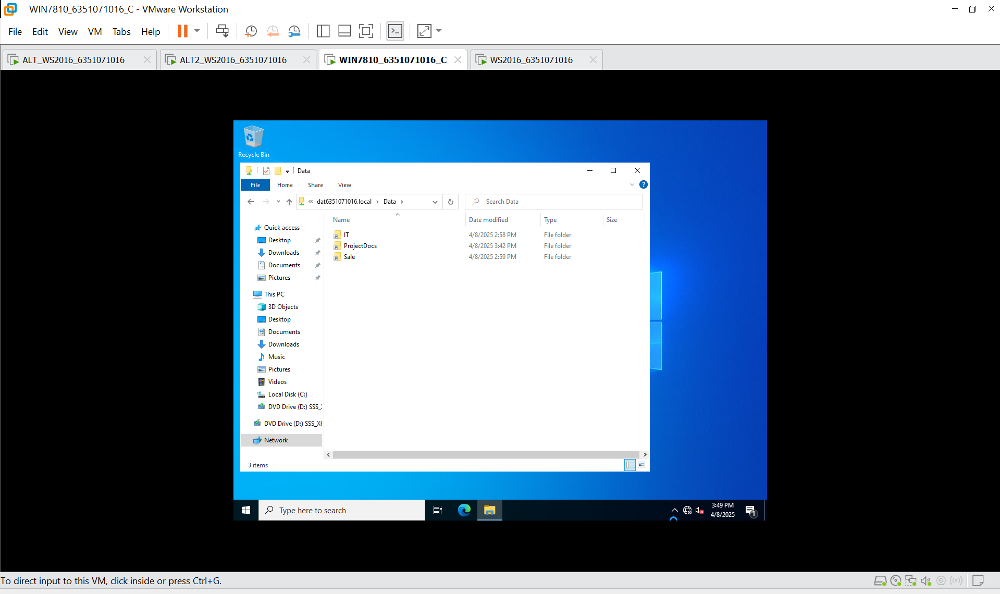 WIN7810_6351071016_C - VMware Workstation
File Edit View VM Tabs Help
ALT_WS2016_6351071016 ALT2_WS2016_6351071016 WIN7810_6351071016_C WS2016_6351071016
Recycle Bin
Data
File Home Share View
« dat6351071016.local > Data > Search Data
Name Date modified Type Size
IT 4/8/2025 2:58 PM File folder
ProjectDocs 4/8/2025 3:42 PM File folder
Sale 4/8/2025 2:59 PM File folder
Quick access
Desktop
Downloads
Documents
Pictures
This PC
3D Objects
Desktop
Documents
Downloads
Music
Pictures
Videos
Local Disk (C:)
DVD Drive (D:) SSS_
DVD Drive (D:) SSS_X6
Network
3 items
Type here to search
3:49 PM
4/8/2025
1
To direct input to this VM, click inside or press Ctrl+G.